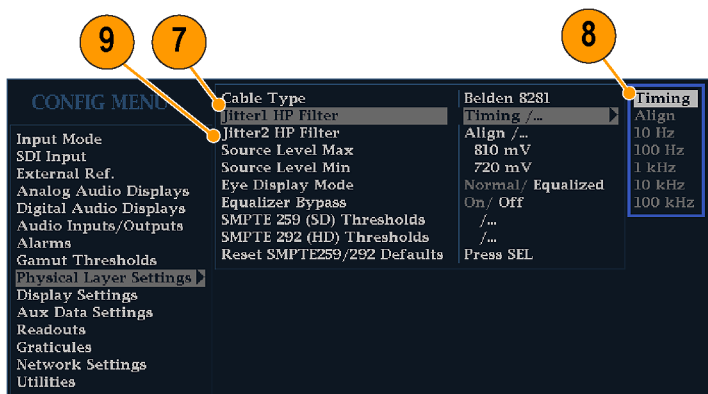 9
7
8
CONFIG MENU
Cable Type Belden 8281 Timing
Jitter1 HP Filter Timing /... Align
Jitter2 HP Filter Align /... 10 Hz
Source Level Max 810 mV 100 Hz
Source Level Min 720 mV 1 kHz
Eye Display Mode Normal/ Equalized 10 kHz
Equalizer Bypass On/ Off 100 kHz
SMPTE 259 (SD) Thresholds /...
SMPTE 292 (HD) Thresholds /...
Reset SMPTE259/292 Defaults Press SEL
Input Mode
SDI Input
External Ref.
Analog Audio Displays
Digital Audio Displays
Audio Inputs/Outputs
Alarms
Gamut Thresholds
Physical Layer Settings
Display Settings
Aux Data Settings
Readouts
Graticules
Network Settings
Utilities